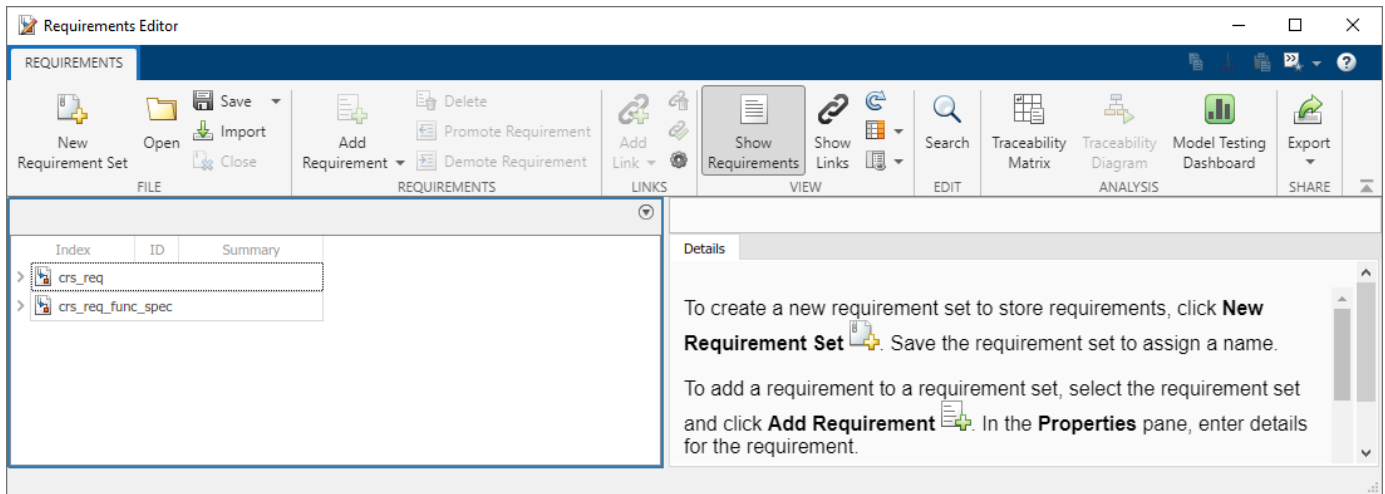 Requirements Editor
REQUIREMENTS
New
Requirement Set
Open
Save
Import
Close
FILE
Add
Requirement
Delete
Promote Requirement
Demote Requirement
REQUIREMENTS
Add
Link
LINKS
Show
Requirements
Show
Links
VIEW
Search
EDIT
Traceability
Matrix
Traceability
Diagram
Model Testing
Dashboard
ANALYSIS
Export
SHARE
Index ID Summary
crs_req
crs_req_func_spec
Details
To create a new requirement set to store requirements, click New
Requirement Set . Save the requirement set to assign a name.
To add a requirement to a requirement set, select the requirement set
and click Add Requirement . In the Properties pane, enter details
for the requirement.